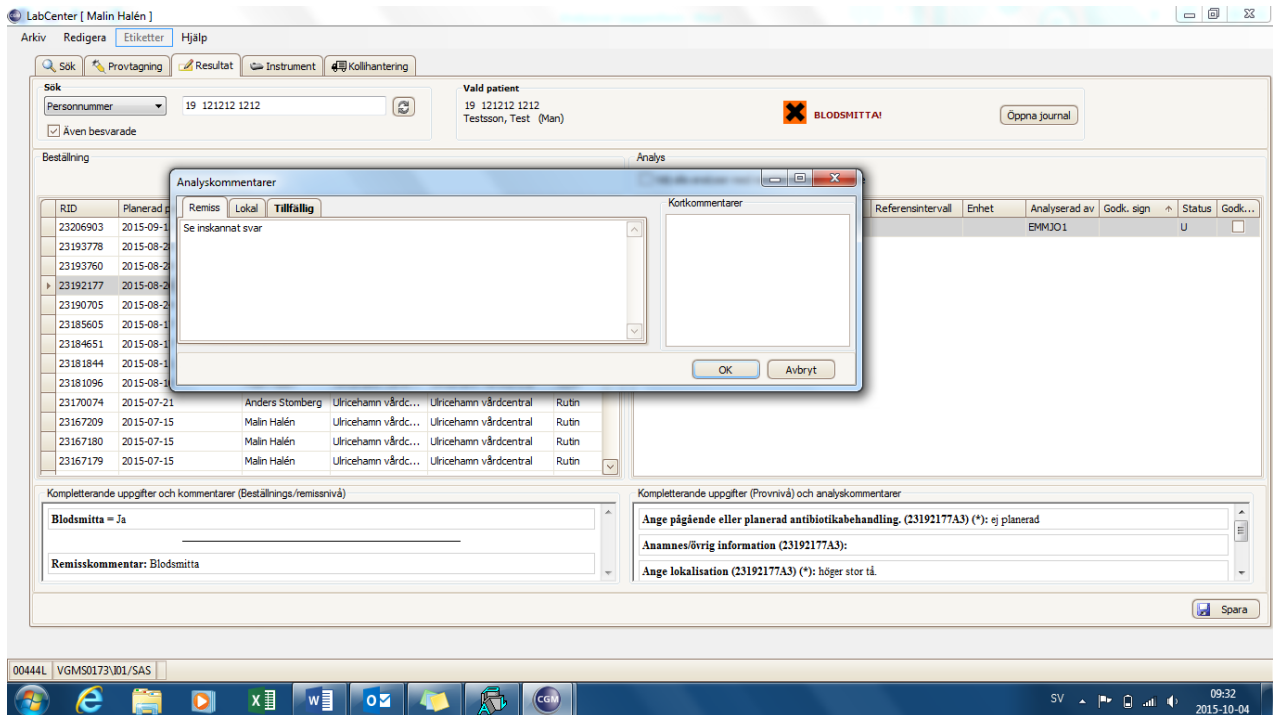 LabCenter [ Malin Halén ]
Arkiv Redigera Etiketter Hjälp
Sök Provtagning Resultat Instrument Kollihantering
Sök
Personnummer 19 121212 1212
Även besvarade
Vald patient
19 121212 1212
Testsson, Test (Man)
BLODSMITTA!
Öppna journal
Beställning
Analys
Analyskommentarer
Remiss Lokal Tillfällig
Se inskannat svar
Kortkommentarer
OK Avbryt
RID Planerad p
Referensintervall Enhet Analyserad av Godk. sign Status Godk...
23206903 2015-09-1
EMMJO1 U
23193778 2015-08-2
23193760 2015-08-2
23192177 2015-08-2
23190705 2015-08-2
23185605 2015-08-1
23184651 2015-08-1
23181844 2015-08-1
23181096 2015-08-1
23170074 2015-07-21 Anders Stomberg Ulricehamn vårdc... Ulricehamn vårdcentral Rutin
23167209 2015-07-15 Malin Halén Ulricehamn vårdc... Ulricehamn vårdcentral Rutin
23167180 2015-07-15 Malin Halén Ulricehamn vårdc... Ulricehamn vårdcentral Rutin
23167179 2015-07-15 Malin Halén Ulricehamn vårdc... Ulricehamn vårdcentral Rutin
Kompletterande uppgifter och kommentarer (Beställnings/remissnivå)
Blodsmitta = Ja
Remisskommentar: Blodsmitta
Kompletterande uppgifter (Provnivå) och analyskommentarer
Ange pågående eller planerad antibiotikabehandling. (23192177A3) (*): ej planerad
Anamnes/övrig information (23192177A3):
Ange lokalisation (23192177A3) (*): höger stor tå.
Spara
00444L VGMS0173\I01/SAS
CGM
SV 09:32
2015-10-04